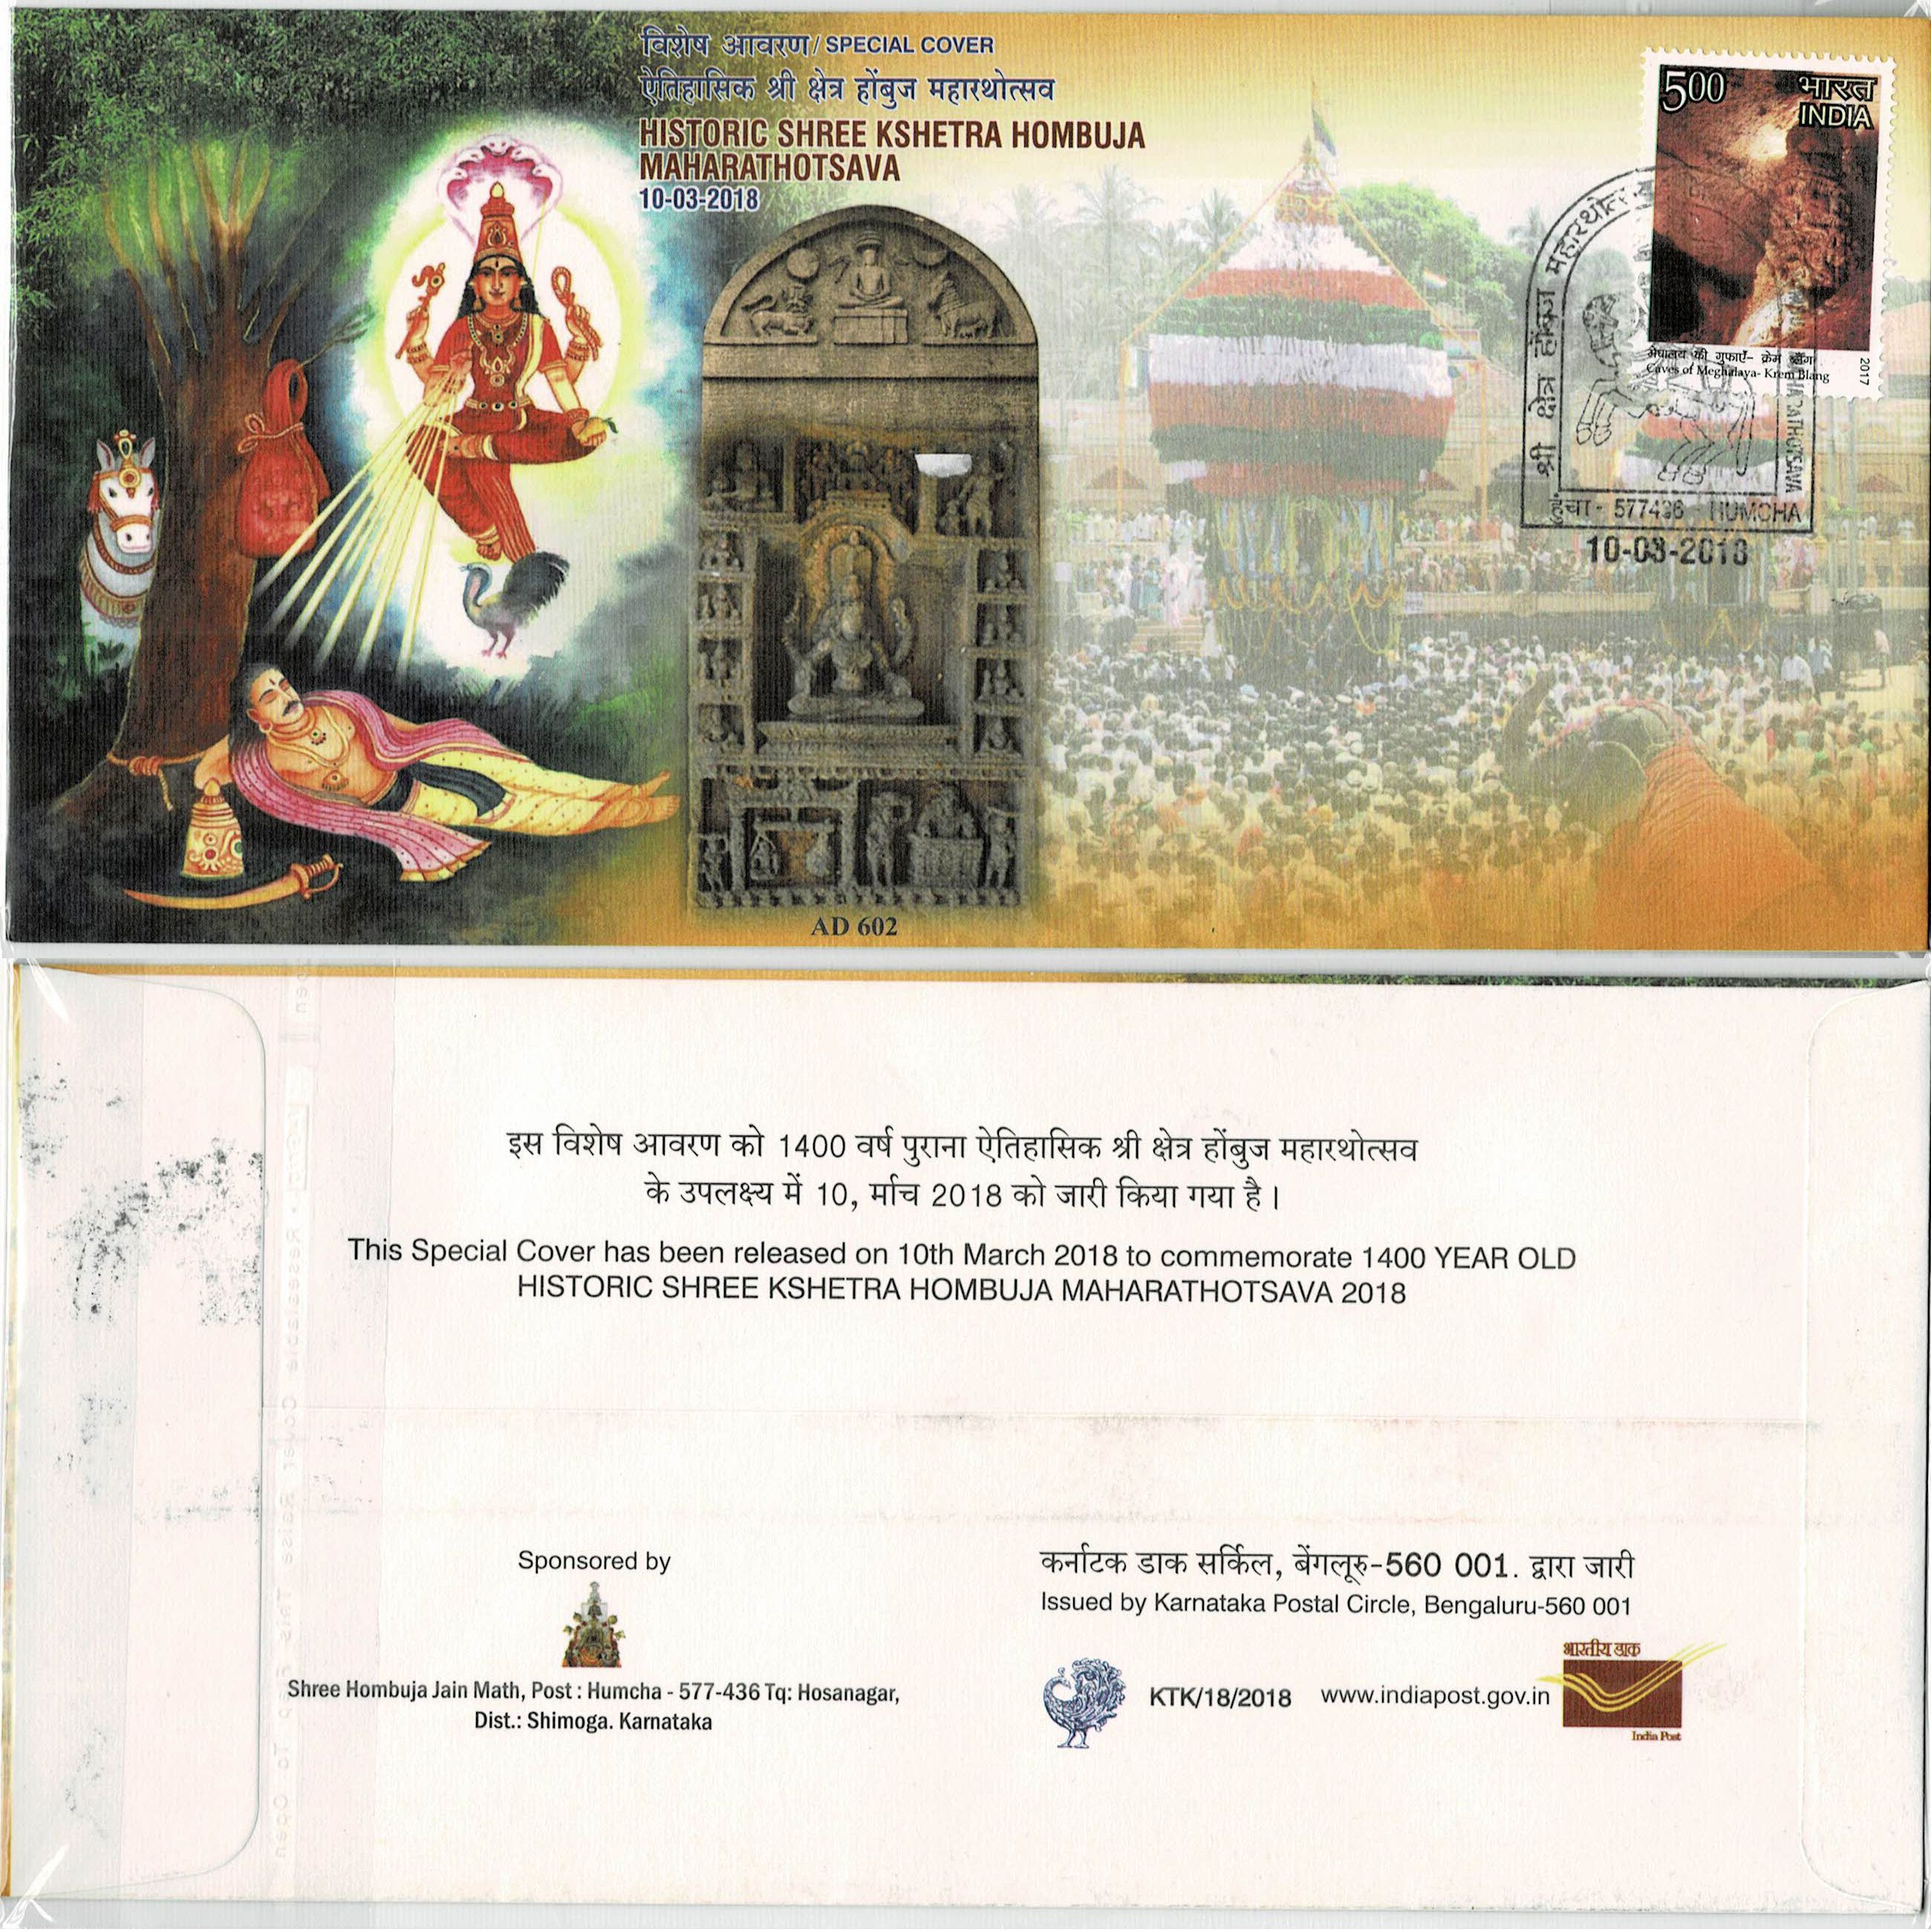 विशेष आवरण / SPECIAL COVER
ऐतिहासिक श्री क्षेत्र होंबुज महारथोत्सव
HISTORIC SHREE KSHETRA HOMBUJA
MAHARATHOTSAVA
10-03-2018
500 भारत
INDIA
मेघालय की गुफाएँ- क्रेम
Caves of Meghalaya- Krem Blang
2017
श्री क्षेत्र होंबुज
MAHARATHOTSAVA
577436 - HUMCHA
10-03-2018
AD 602
इस विशेष आवरण को 1400 वर्ष पुराना ऐतिहासिक श्री क्षेत्र होंबुज महारथोत्सव
के उपलक्ष्य में 10, र्माच 2018 को जारी किया गया है।
This Special Cover has been released on 10th March 2018 to commemorate 1400 YEAR OLD
HISTORIC SHREE KSHETRA HOMBUJA MAHARATHOTSAVA 2018
Sponsored by
Shree Hombuja Jain Math, Post : Humcha - 577-436 Tq: Hosanagar,
Dist.: Shimoga. Karnataka
कर्नाटक डाक सर्किल, बेंगलूरु-560 001. द्वारा जारी
Issued by Karnataka Postal Circle, Bengaluru-560 001
KTK/18/2018 www.indiapost.gov.in
भारतीय डाक
India Post